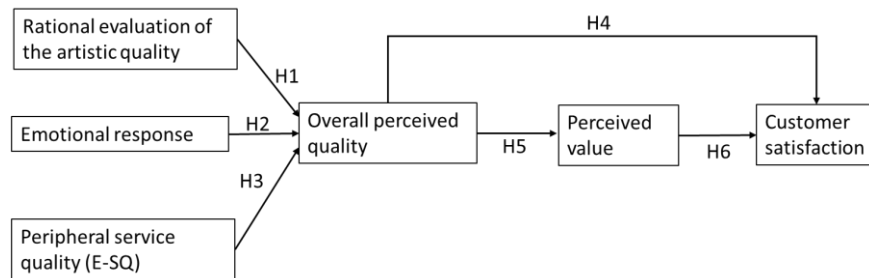 Rational evaluation of
the artistic quality
H1
Emotional response
H2
H3
Peripheral service
quality (E-SQ)
Overall perceived
quality
H4
H5
Perceived
value
H6
Customer
satisfaction